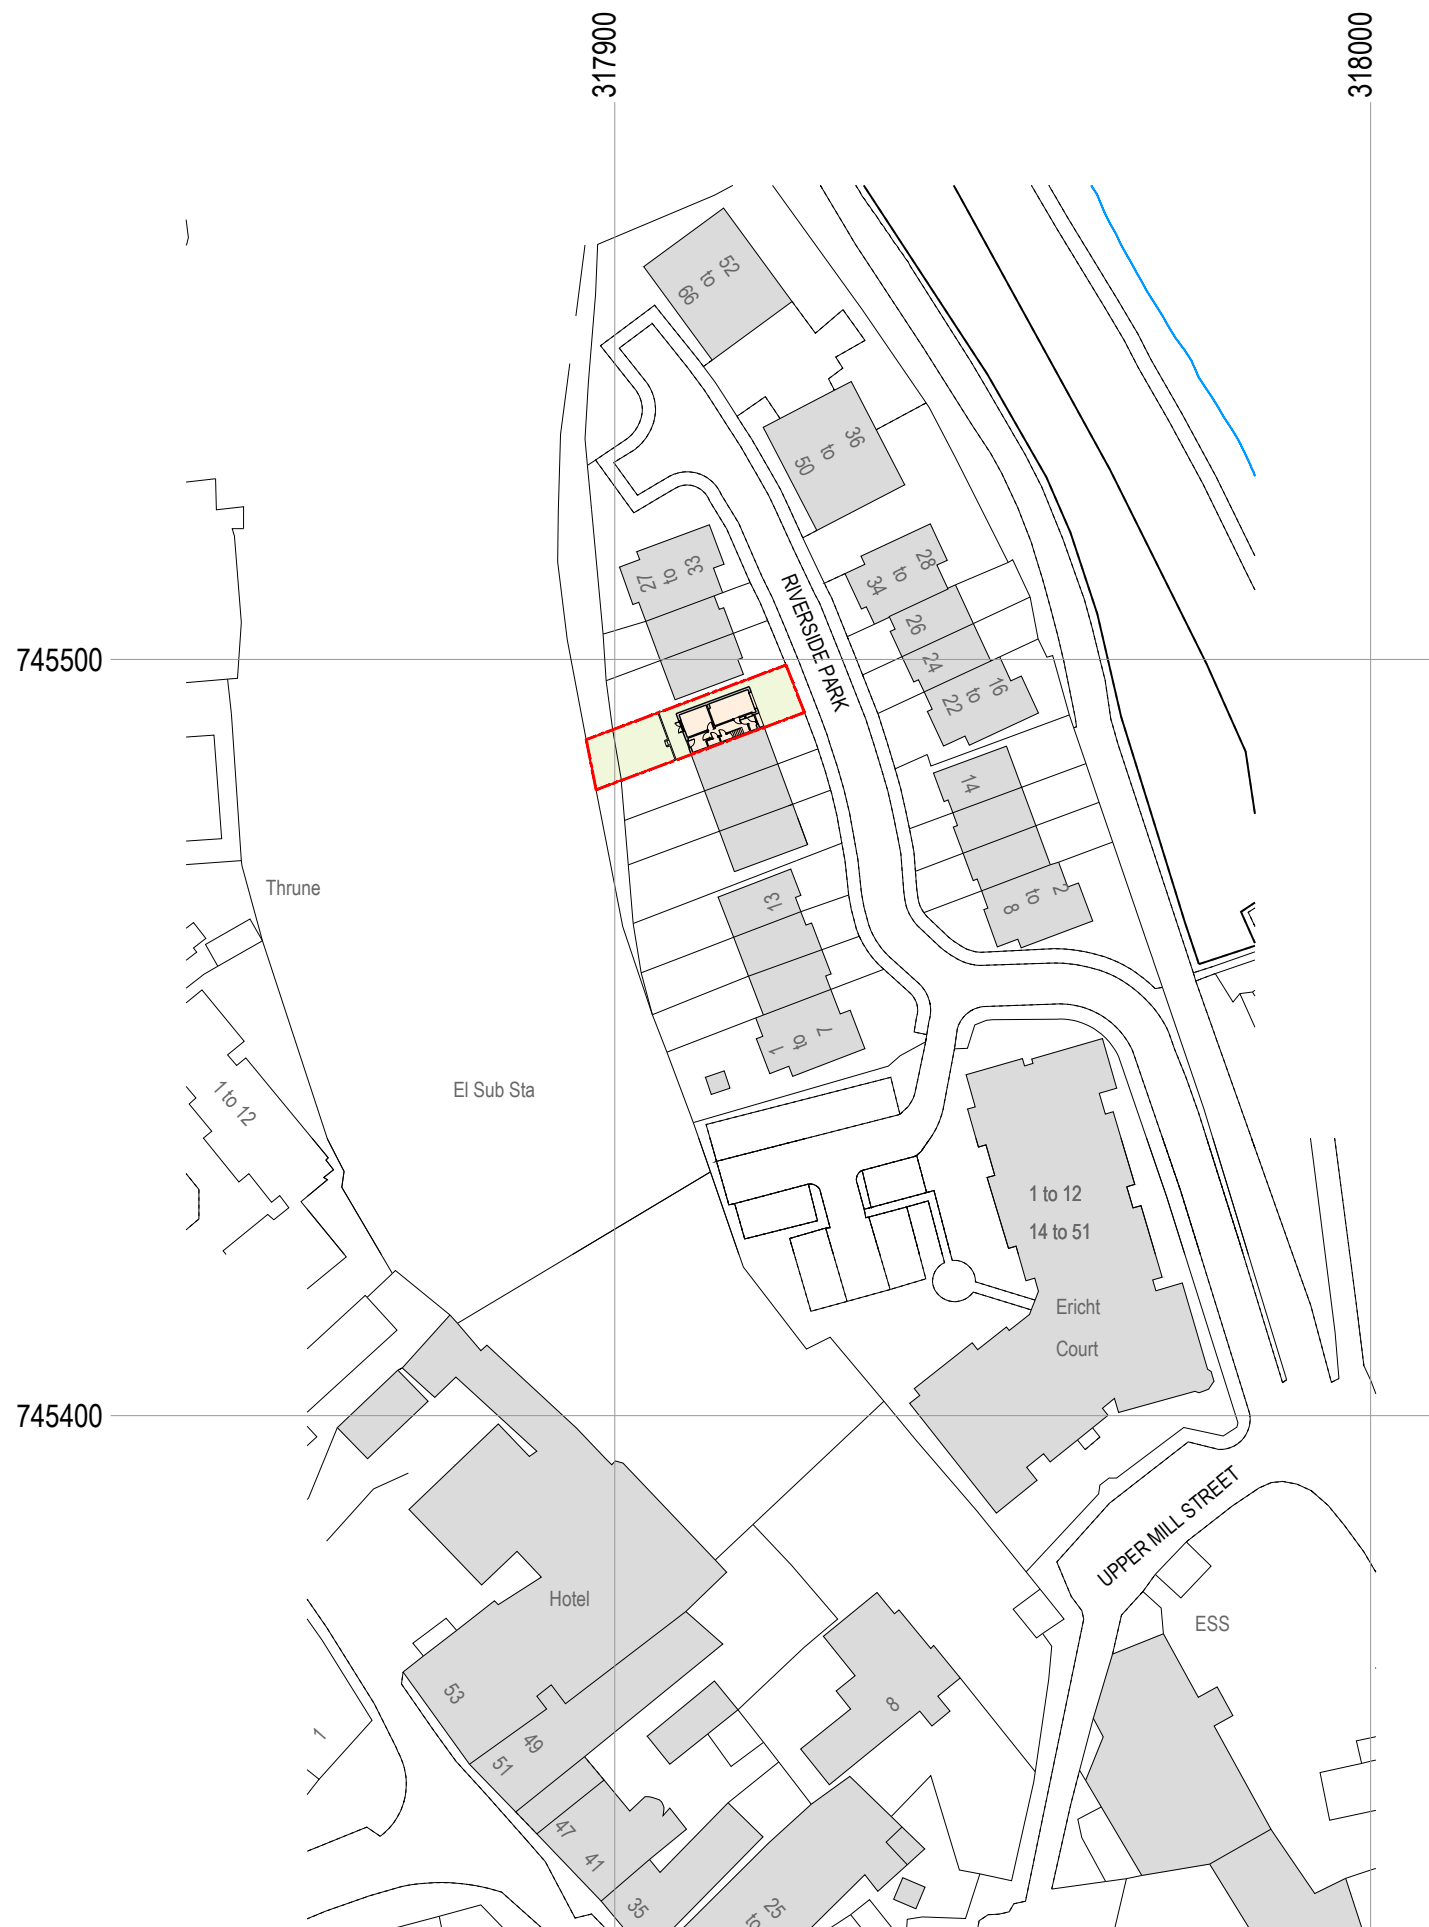 317900
318000
52
to
66
36
to
50
33
to
27
28
to
34
RIVERSIDE PARK
26
24
16
to
22
745500
14
Thrune
13
2
to
8
7
to
1
El Sub Sta
1 to 12
1 to 12
14 to 51
Ericht
Court
745400
UPPER MILL STREET
Hotel
ESS
53
8
49
51
1
47
41
35
25
to